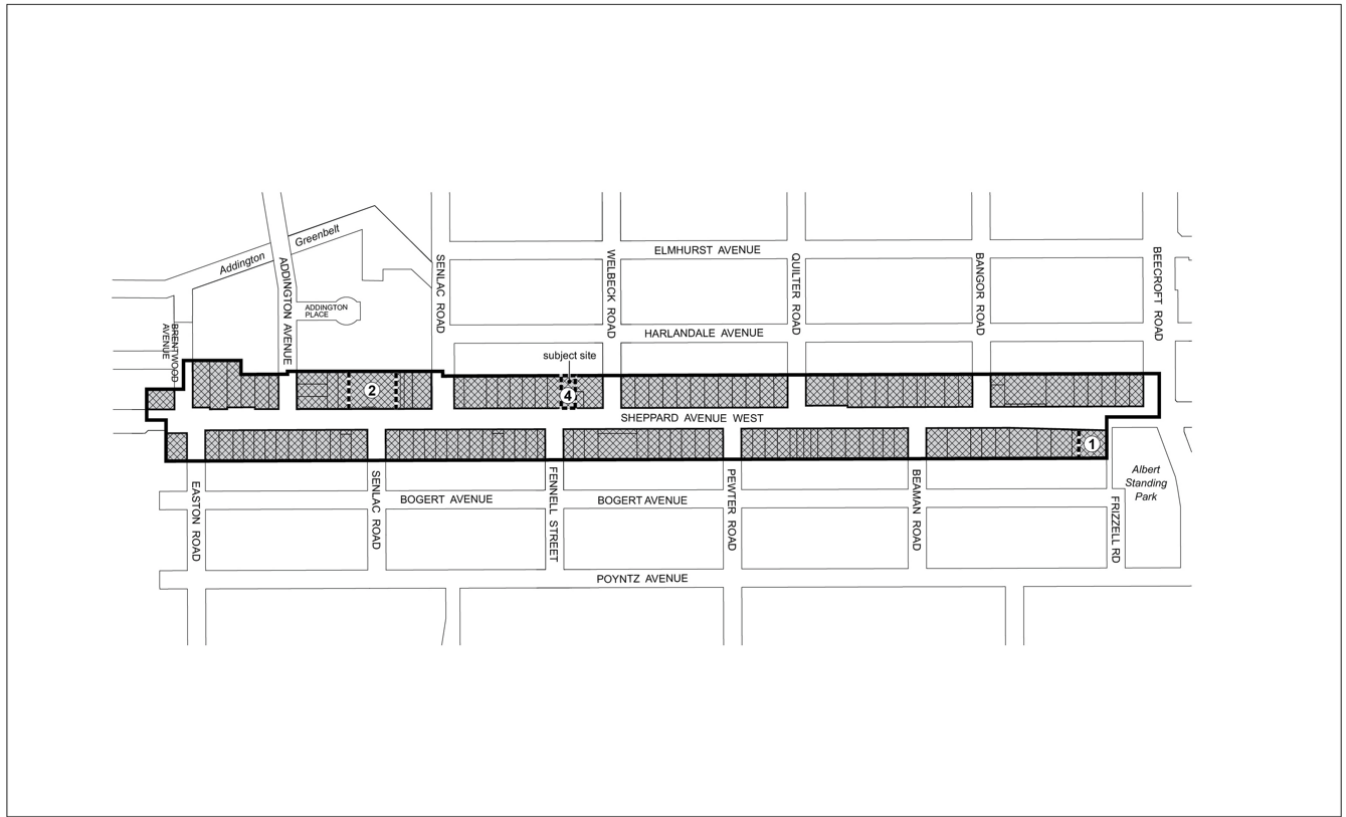 Addington Greenbelt
ADDINGTON AVENUE
ADDINGTON
PLACE
BRENTWOOD
AVENUE
SENLAC ROAD
WELBECK ROAD
ELMHURST AVENUE
QUILTER ROAD
BANGOR ROAD
BEECROFT ROAD
HARLANDALE AVENUE
subject site
2
4
SHEPPARD AVENUE WEST
1
Albert
Standing
Park
EASTON ROAD
SENLAC ROAD
BOGERT AVENUE
FENNELL STREET
BOGERT AVENUE
PEWTER ROAD
BEAMAN ROAD
FRIZZELL RD
POYNTZ AVENUE